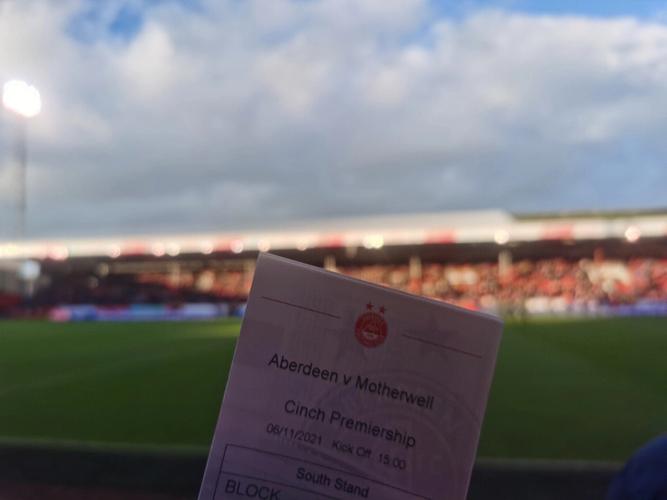 Aberdeen v Motherwell
Cinch Premiership
06/11/2021 Kick Off 15:00
South Stand
BLOCK